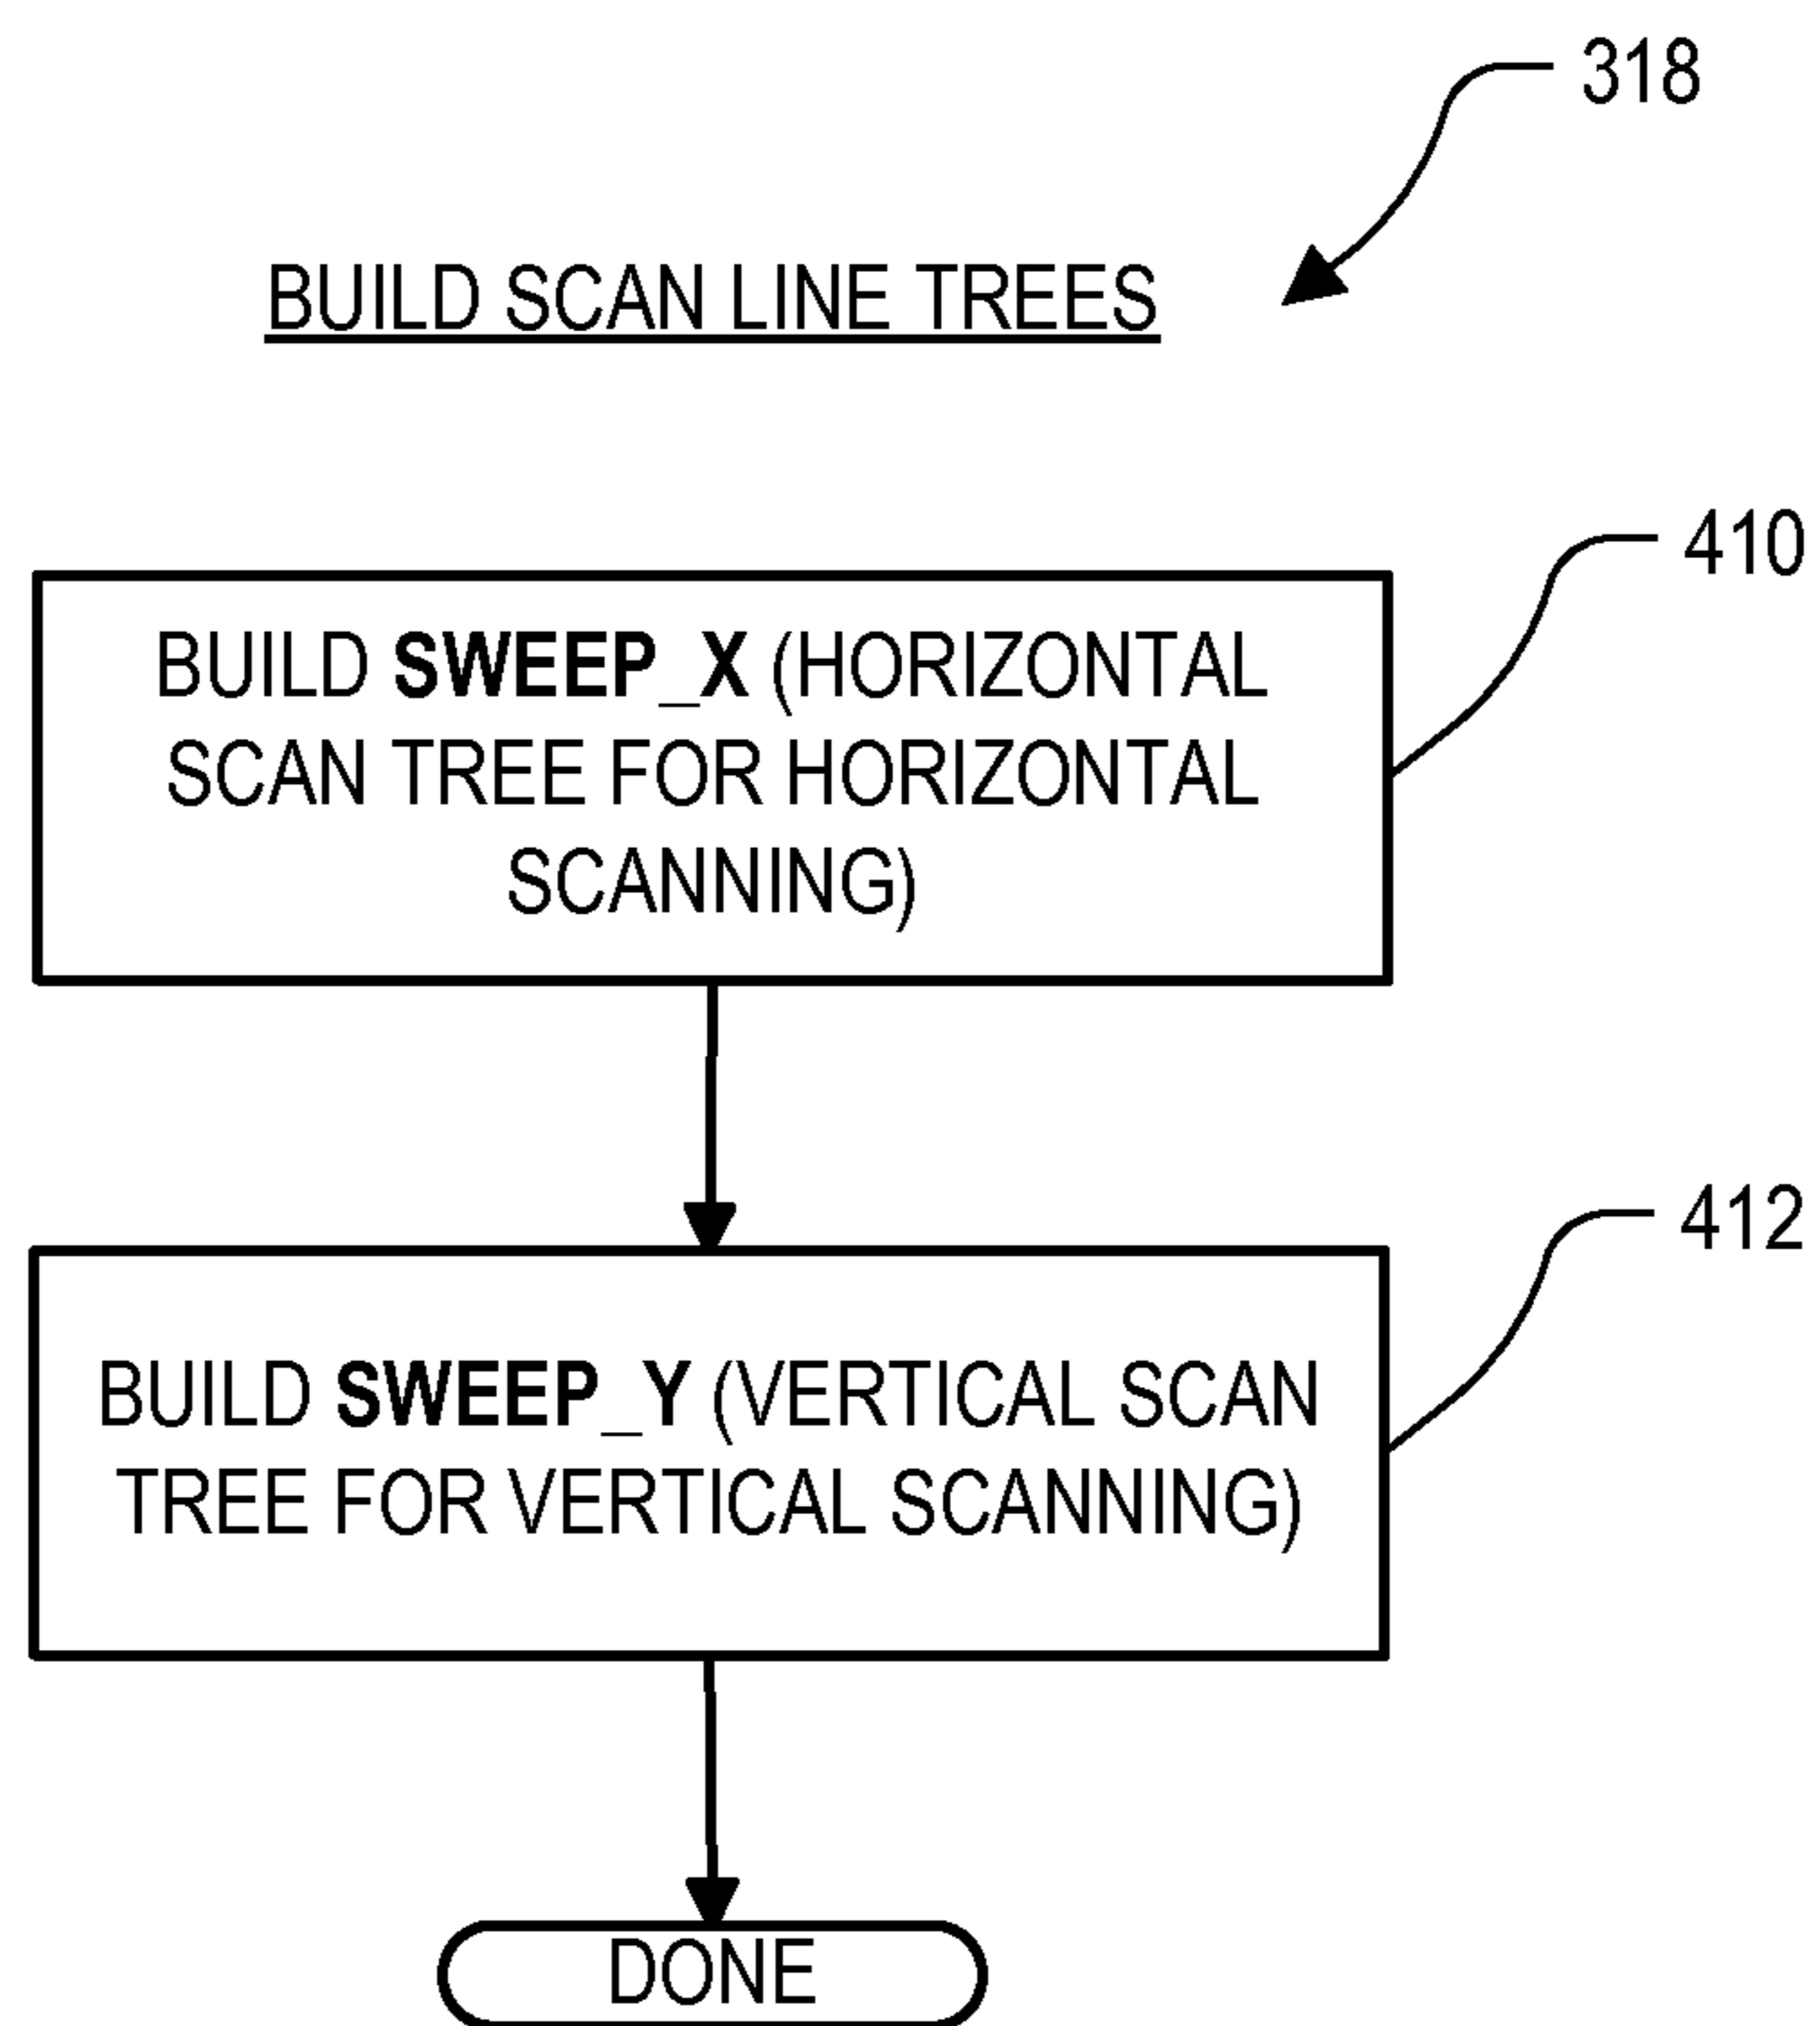 318
BUILD SCAN LINE TREES
410
BUILD SWEEP_X (HORIZONTAL
SCAN TREE FOR HORIZONTAL
SCANNING)
412
BUILD SWEEP_Y (VERTICAL SCAN
TREE FOR VERTICAL SCANNING)
DONE